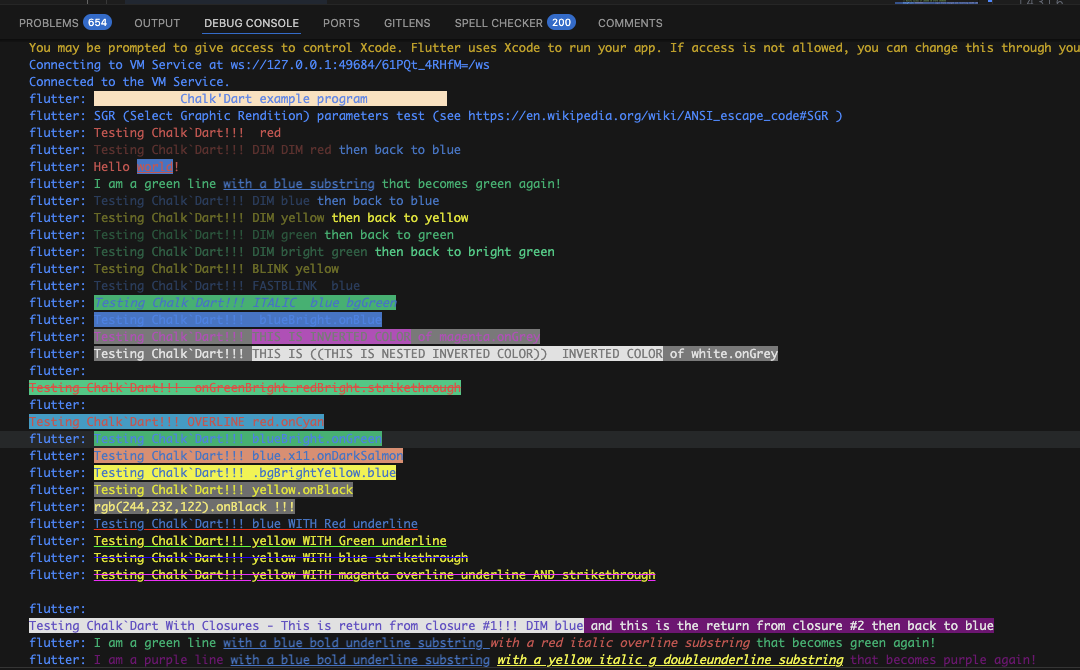 PROBLEMS 654 OUTPUT DEBUG CONSOLE PORTS GITLENS SPELL CHECKER 200 COMMENTS
You may be prompted to give access to control Xcode. Flutter uses Xcode to run your app. If access is not allowed, you can change this through you
Connecting to VM Service at ws://127.0.0.1:49684/61PQt_4RHfM=/ws
Connected to the VM Service.
flutter: Chalk'Dart example program
flutter: SGR (Select Graphic Rendition) parameters test (see https://en.wikipedia.org/wiki/ANSI_escape_code#SGR )
flutter: Testing Chalk`Dart!!!  red
flutter: Testing Chalk`Dart!!! DIM DIM red then back to blue
flutter: Hello !
flutter: I am a green line with a blue substring that becomes green again!
flutter: Testing Chalk`Dart!!! DIM blue then back to blue
flutter: Testing Chalk`Dart!!! DIM yellow then back to yellow
flutter: Testing Chalk`Dart!!! DIM green then back to green
flutter: Testing Chalk`Dart!!! DIM bright green then back to bright green
flutter: Testing Chalk`Dart!!! BLINK yellow
flutter: Testing Chalk`Dart!!! FASTBLINK  blue
flutter: Testing Chalk`Dart!!! ITALIC  blue bgGreen
flutter: Testing Chalk`Dart!!!  blueBright.onBlue
flutter: Testing Chalk`Dart!!!
flutter: Testing Chalk`Dart!!! THIS IS ((THIS IS NESTED INVERTED COLOR))  INVERTED COLOR of white.onGrey
flutter:
Testing Chalk`Dart!!!  onGreenBright.redBright.strikethrough
flutter:
Testing Chalk`Dart!!! OVERLINE red.onCyan
flutter: Testing Chalk`Dart!!! blueBright.onGreen
flutter: Testing Chalk`Dart!!! blue.x11.onDarkSalmon
flutter: Testing Chalk`Dart!!! .bgBrightYellow.blue
flutter: Testing Chalk`Dart!!! yellow.onBlack
flutter: rgb(244,232,122).onBlack !!!
flutter: Testing Chalk`Dart!!! blue WITH Red underline
flutter: Testing Chalk`Dart!!! yellow WITH Green underline
flutter: Testing Chalk`Dart!!! yellow WITH blue strikethrough
flutter: Testing Chalk`Dart!!! yellow WITH magenta overline underline AND strikethrough
flutter:
Testing Chalk`Dart With Closures - This is return from closure #1!!! DIM blue and this is the return from closure #2 then back to blue
flutter: I am a green line with a blue bold underline substring with a red italic overline substring that becomes green again!
flutter: I am a purple line with a blue bold underline substring with a yellow italic g doubleunderline substring that becomes purple again!